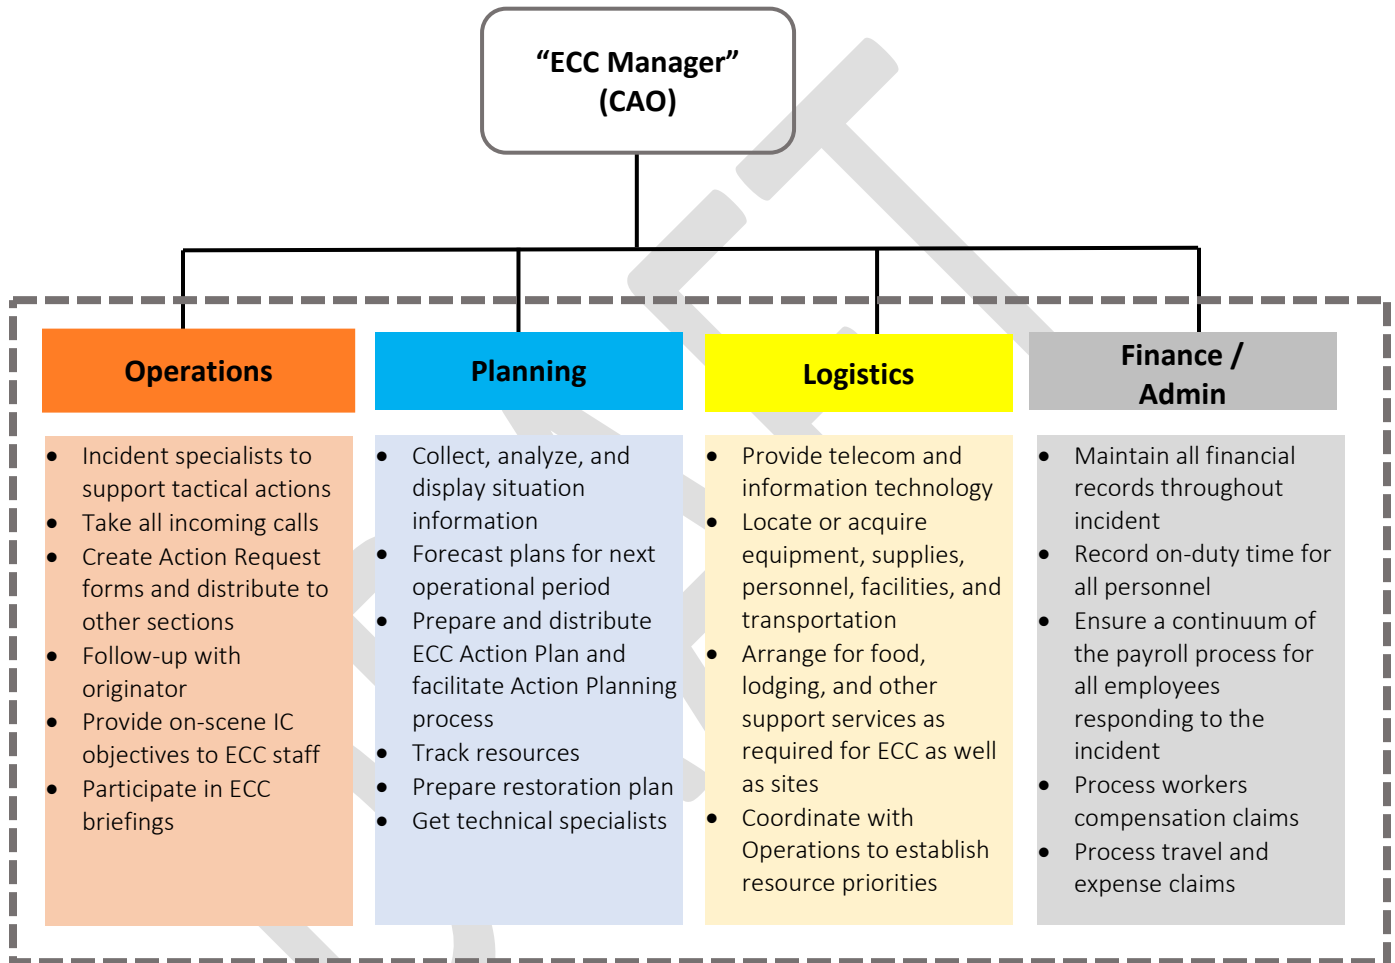 “ECC Manager”
(CAO)
Operations
Planning
Logistics
Finance /
Admin
• Incident specialists to
support tactical actions
• Take all incoming calls
• Create Action Request
forms and distribute to
other sections
• Follow-up with
originator
• Provide on-scene IC
objectives to ECC staff
• Participate in ECC
briefings
• Collect, analyze, and
display situation
information
• Forecast plans for next
operational period
• Prepare and distribute
ECC Action Plan and
facilitate Action Planning
process
• Track resources
• Prepare restoration plan
• Get technical specialists
• Provide telecom and
information technology
• Locate or acquire
equipment, supplies,
personnel, facilities, and
transportation
• Arrange for food,
lodging, and other
support services as
required for ECC as well
as sites
• Coordinate with
Operations to establish
resource priorities
• Maintain all financial
records throughout
incident
• Record on-duty time for
all personnel
• Ensure a continuum of
the payroll process for
all employees
responding to the
incident
• Process workers
compensation claims
• Process travel and
expense claims
DRAFT